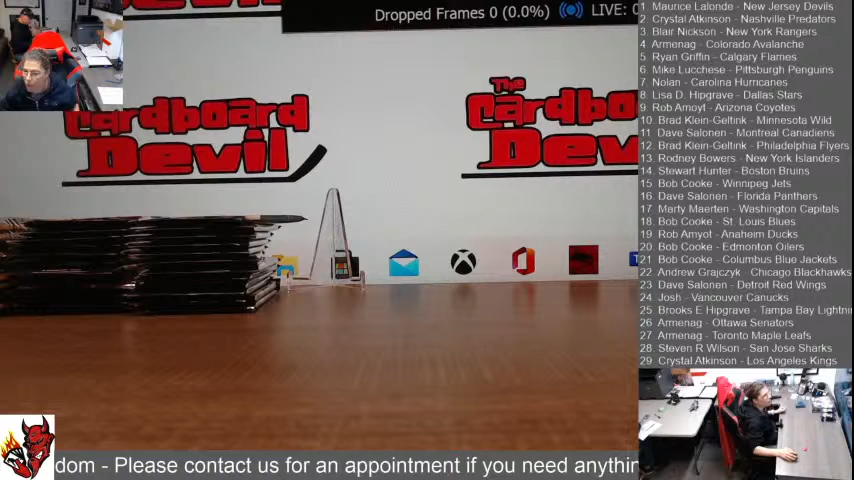 Dropped Frames 0 (0.0%)
LIVE:
The
Cardboard
Devil
Cardbo
Dev
1 Maurice Lalonde - New Jersey Devils
2 Crystal Atkinson - Nashville Predators
3 Blair Nickson - New York Rangers
4 Armenag - Colorado Avalanche
5 Ryan Griffin - Calgary Flames
6 Mike Lucchese - Pittsburgh Penguins
7 Nolan - Carolina Hurricanes
8 Lisa D. Hipgrave - Dallas Stars
9 Rob Amoyt - Arizona Coyotes
10 Brad Klein-Geltink - Minnesota Wild
11 Dave Salonen - Montreal Canadiens
12 Brad Klein-Geltink - Philadelphia Flyers
13 Rodney Bowers - New York Islanders
14 Stewart Hunter - Boston Bruins
15 Bob Cooke - Winnipeg Jets
16 Dave Salonen - Florida Panthers
17 Marty Maerten - Washington Capitals
18 Bob Cooke - St. Louis Blues
19 Rob Amyot - Anaheim Ducks
20 Bob Cooke - Edmonton Oilers
21 Bob Cooke - Columbus Blue Jackets
22 Andrew Grajczyk - Chicago Blackhawks
23 Dave Salonen - Detroit Red Wings
24 Josh - Vancouver Canucks
25 Brooks E Hipgrave - Tampa Bay Lightnin
26 Armenag - Ottawa Senators
27 Armenag - Toronto Maple Leafs
28 Steven R Wilson - San Jose Sharks
29 Crystal Atkinson - Los Angeles Kings
dom - Please contact us for an appointment if you need anythin